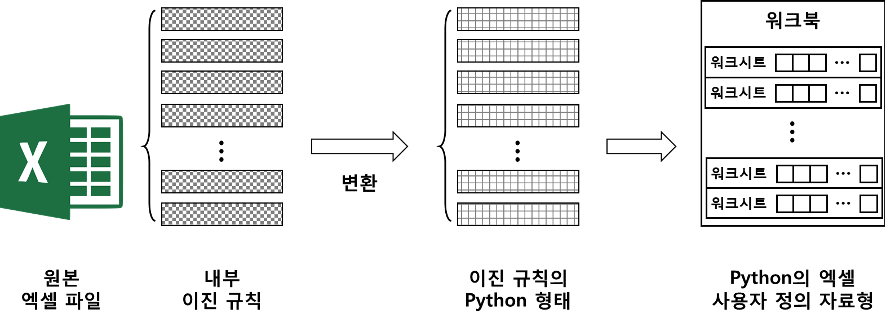 X
변환
워크북
워크시트 ...
워크시트 ...
워크시트 ...
워크시트 ...
원본
엑셀 파일
내부
이진 규칙
이진 규칙의
Python 형태
Python의 엑셀
사용자 정의 자료형